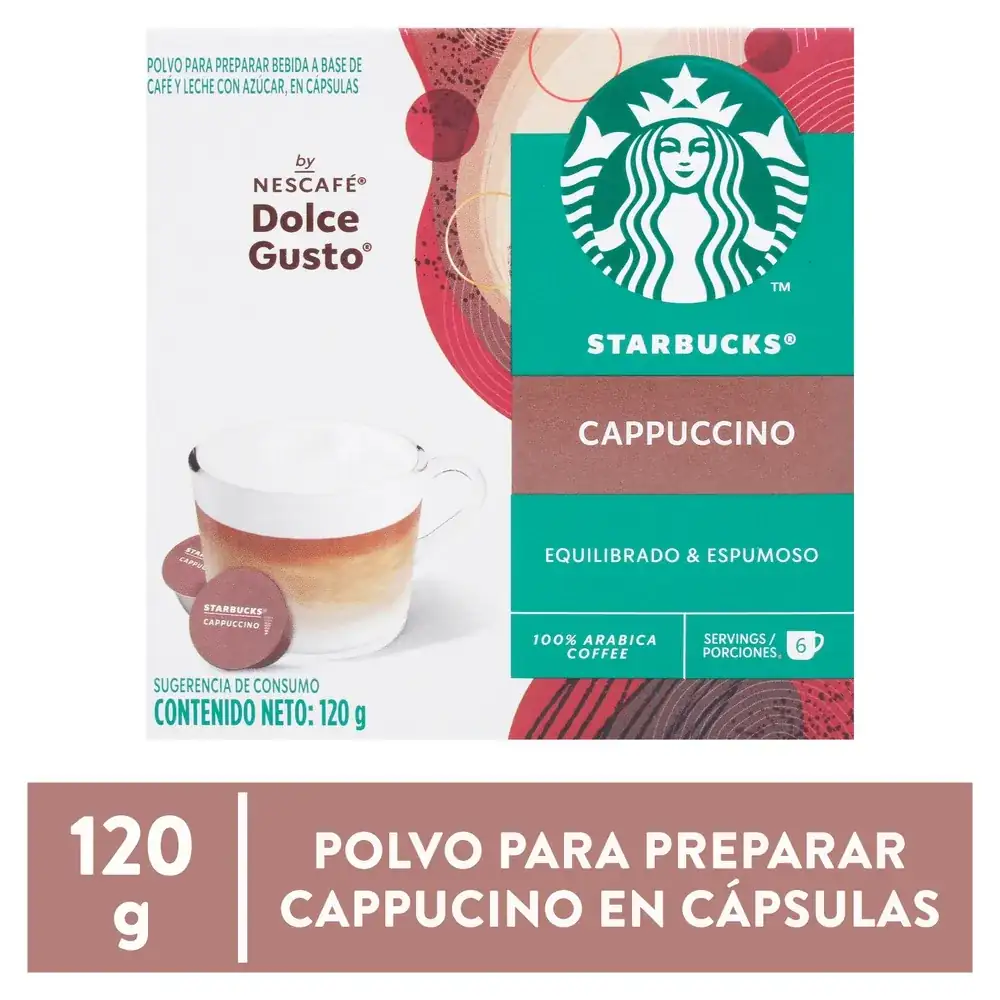 POLVO PARA PREPARAR BEBIDA A BASE DE
CAFÉ Y LECHE CON AZÚCAR, EN CÁPSULAS
by
NESCAFÉ®
Dolce
Gusto®
TM
STARBUCKS®
CAPPUCCINO
EQUILIBRADO & ESPUMOSO
100% ARABICA
COFFEE
SERVINGS/
PORCIONES
6
STARBUCKS®
CAPPUCCINO
SUGERENCIA DE CONSUMO
CONTENIDO NETO: 120 g
120
g
POLVO PARA PREPARAR
CAPPUCINO EN CÁPSULAS